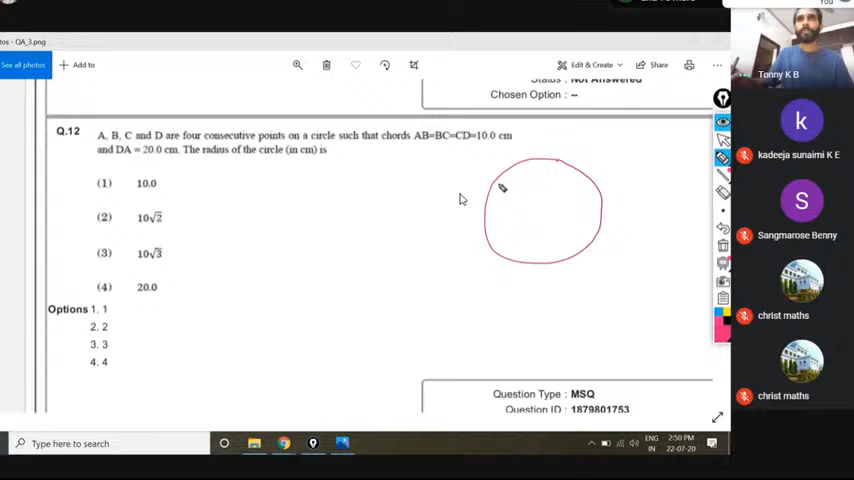 You
tos - QA_3.png
See all photos
Add to
Edit & Create
Share
Status : Not Answered
Chosen Option : --
Q.12
A, B, C and D are four consecutive points on a circle such that chords AB=BC=CD=10.0 cm
and DA = 20.0 cm. The radius of the circle (in cm) is
(1) 10.0
(2) 10√2
(3) 10√3
(4) 20.0
Options 1. 1
2. 2
3. 3
4. 4
Question Type : MSQ
Question ID : 1879801753
Type here to search
ENG
IN
2:50 PM
22-07-20
Tonny K B
k
kadeeja sunaimi K E
S
Sangmarose Benny
christ maths
christ maths